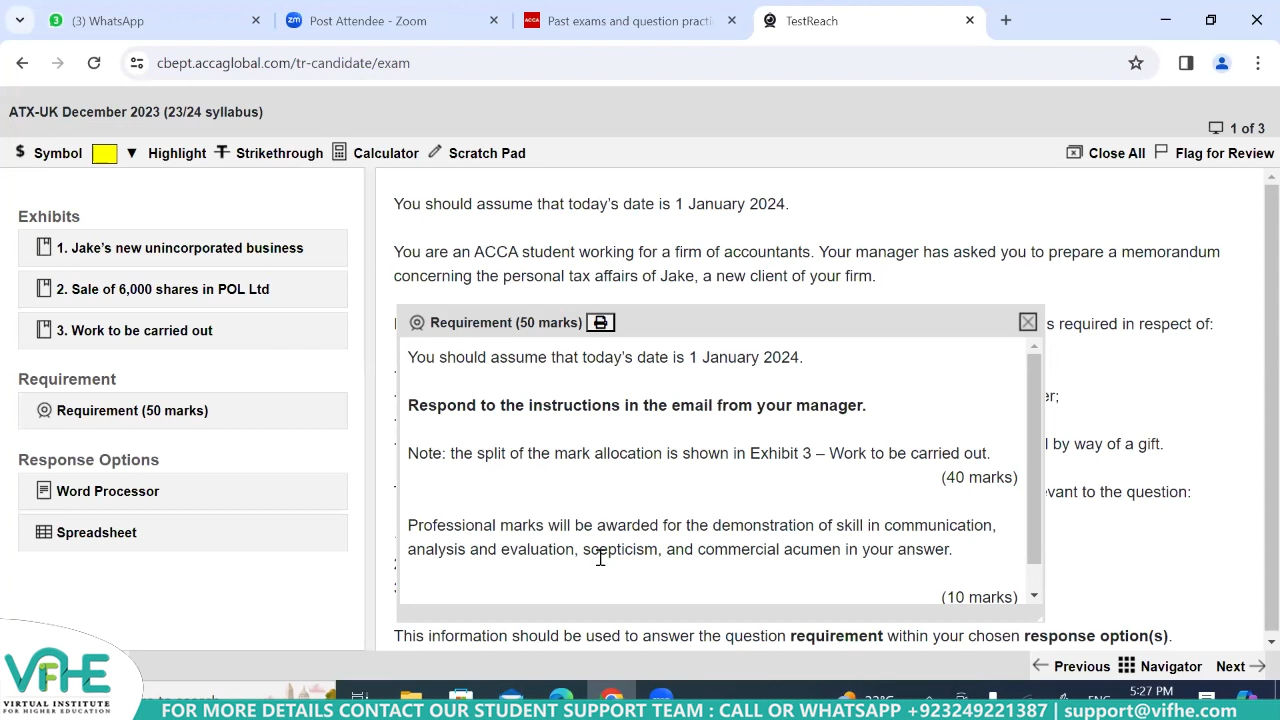 (3) WhatsApp
Post Attendee - Zoom
Past exams and question practi
TestReach
cbept.accaglobal.com/tr-candidate/exam
ATX-UK December 2023 (23/24 syllabus)
1 of 3
$ Symbol Highlight Strikethrough Calculator Scratch Pad
Close All Flag for Review
Exhibits
1. Jake's new unincorporated business
2. Sale of 6,000 shares in POL Ltd
3. Work to be carried out
Requirement
Requirement (50 marks)
Response Options
Word Processor
Spreadsheet
You should assume that today's date is 1 January 2024.
You are an ACCA student working for a firm of accountants. Your manager has asked you to prepare a memorandum
concerning the personal tax affairs of Jake, a new client of your firm.
s required in respect of:
er;
l by way of a gift.
evant to the question:
Requirement (50 marks)
You should assume that today's date is 1 January 2024.
Respond to the instructions in the email from your manager.
Note: the split of the mark allocation is shown in Exhibit 3 – Work to be carried out.
(40 marks)
Professional marks will be awarded for the demonstration of skill in communication,
analysis and evaluation, scepticism, and commercial acumen in your answer.
(10 marks)
This information should be used to answer the question requirement within your chosen response option(s).
Previous Navigator Next
ENG
5:27 PM
VIFHE
VIRTUAL INSTITUTE
FOR HIGHER EDUCATION
FOR MORE DETAILS CONTACT OUR STUDENT SUPPORT TEAM : CALL OR WHATSAPP +923249221387 | support@vifhe.com